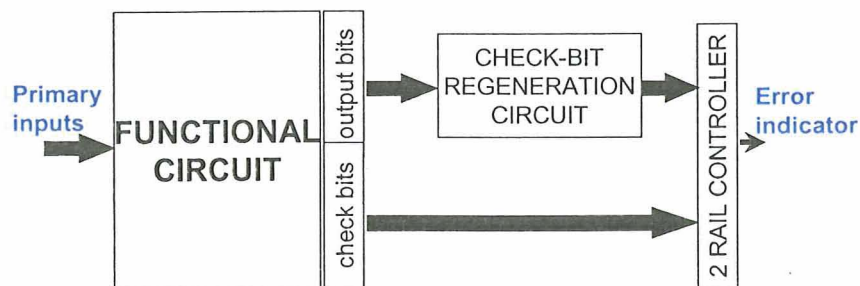 Primary
inputs
FUNCTIONAL
CIRCUIT
output bits
check bits
CHECK-BIT
REGENERATION
CIRCUIT
2 RAIL CONTROLLER
Error
indicator